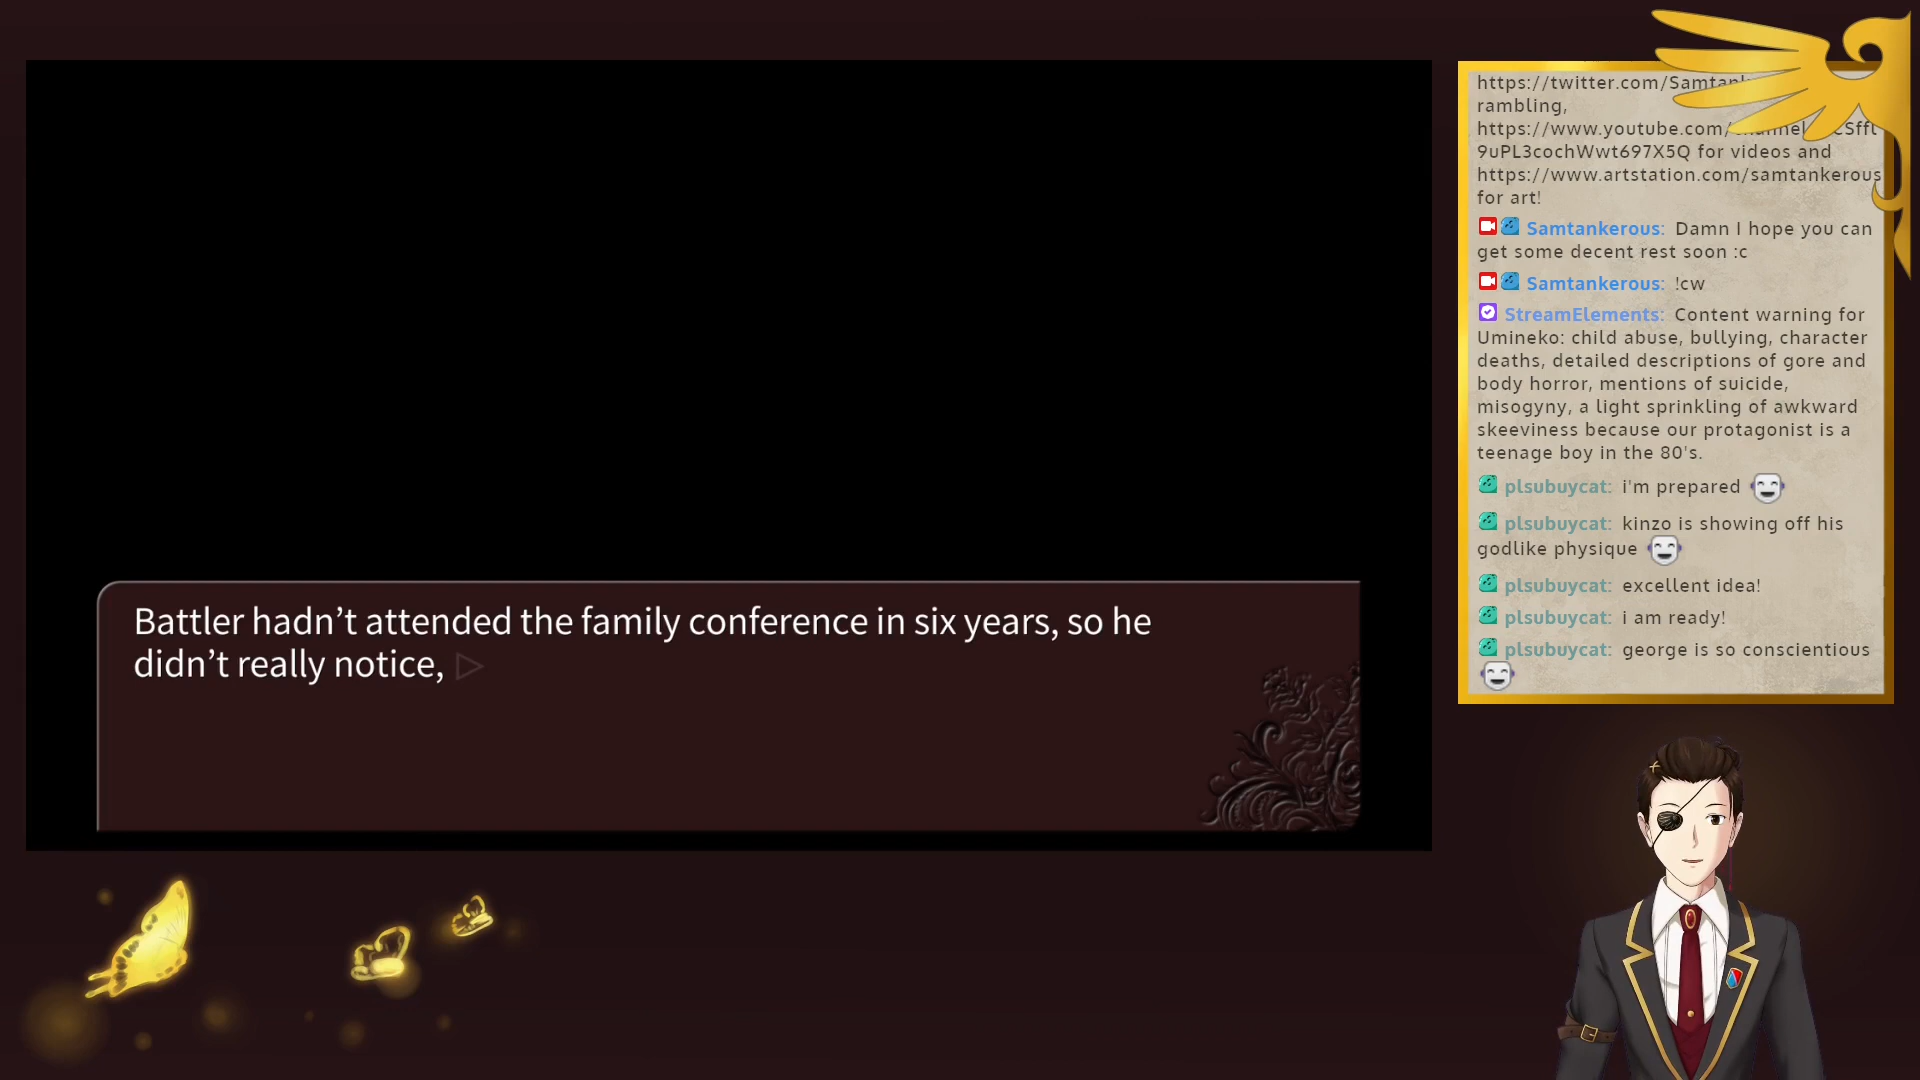 Battler hadn’t attended the family conference in six years, so he
didn’t really notice,
https://twitter.com/Samtank
rambling,
https://www.youtube.com/
9uPL3cochWwt697X5Q for videos and
https://www.artstation.com/samtankerous
for art!
Samtankerous: Damn I hope you can
get some decent rest soon :c
Samtankerous: !cw
StreamElements: Content warning for
Umineko: child abuse, bullying, character
deaths, detailed descriptions of gore and
body horror, mentions of suicide,
misogyny, a light sprinkling of awkward
skeeviness because our protagonist is a
teenage boy in the 80's.
plsubuycat: i'm prepared
plsubuycat: kinzo is showing off his
godlike physique
plsubuycat: excellent idea!
plsubuycat: i am ready!
plsubuycat: george is so conscientious